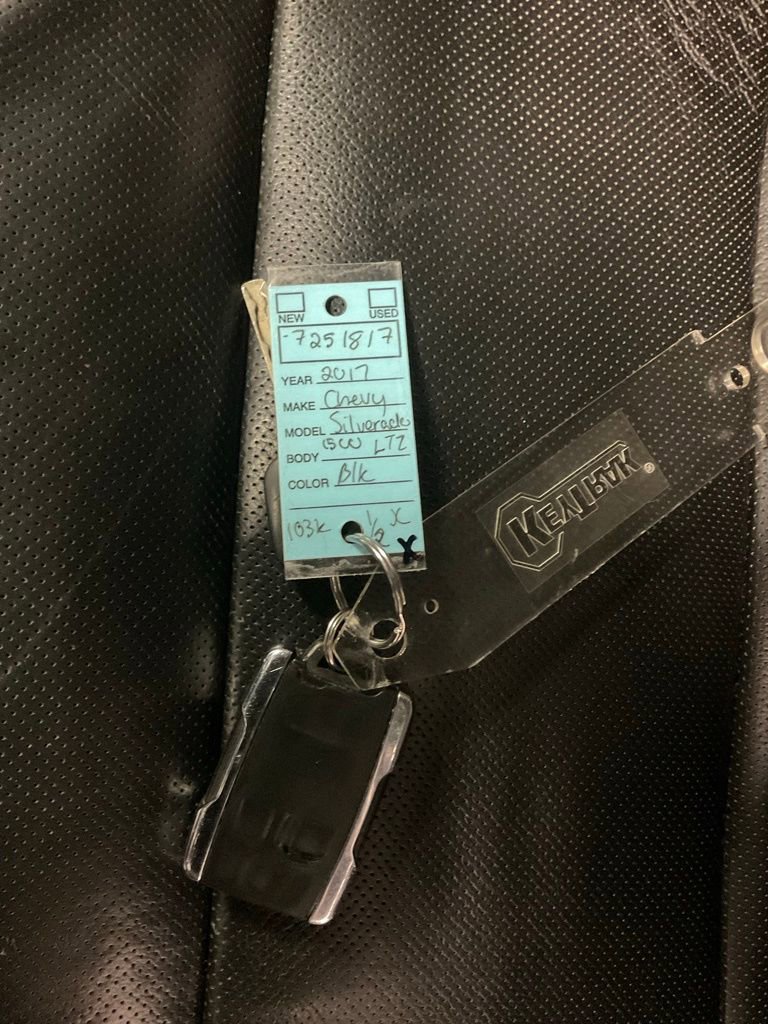 NEW USED
-7251817
YEAR 2017
MAKE Chevy
MODEL Silverado
1500 LTZ
BODY
COLOR Blk
103k 1/2 X
X
KEYTRAK®